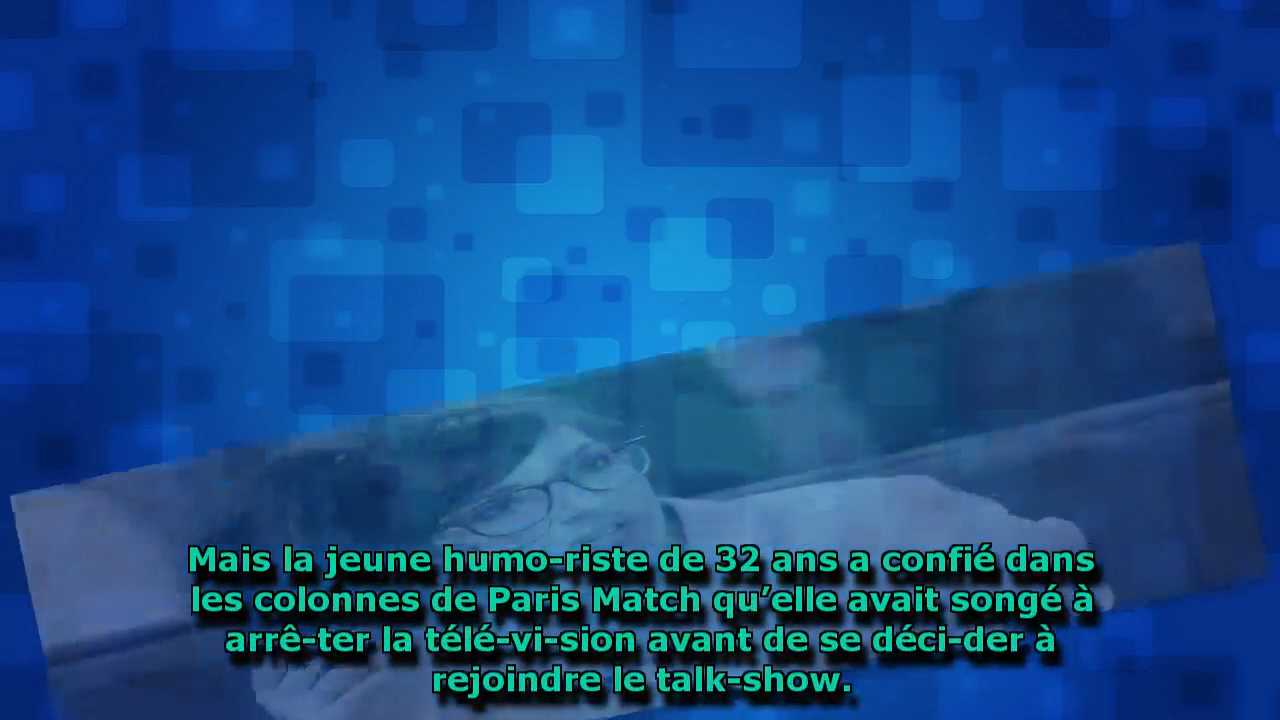 Mais la jeune humo-riste de 32 ans a confié dans
les colonnes de Paris Match qu’elle avait songé à
arrê-ter la télé-vi-sion avant de se déci-der à
rejoindre le talk-show.